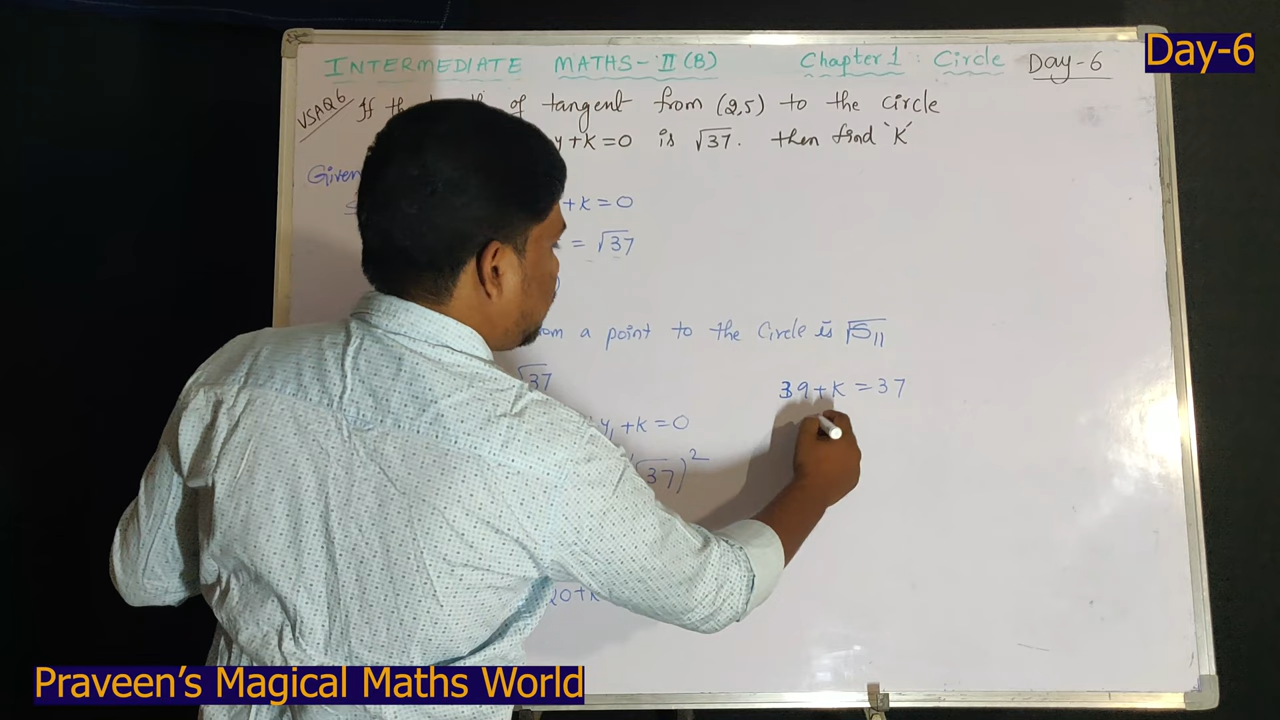 Day-6
INTERMEDIATE MATHS-II(B) Chapter 1 : Circle Day-6
VSAQ6 If the of tangent from (2,5) to the circle
y+k=0 is √37. then find 'K'
Given
+k=0
= √37
a point to the Circle is √S₁₁
√37
39+k=37
y₁+k=0
(√37)²
20+k
Praveen's Magical Maths World